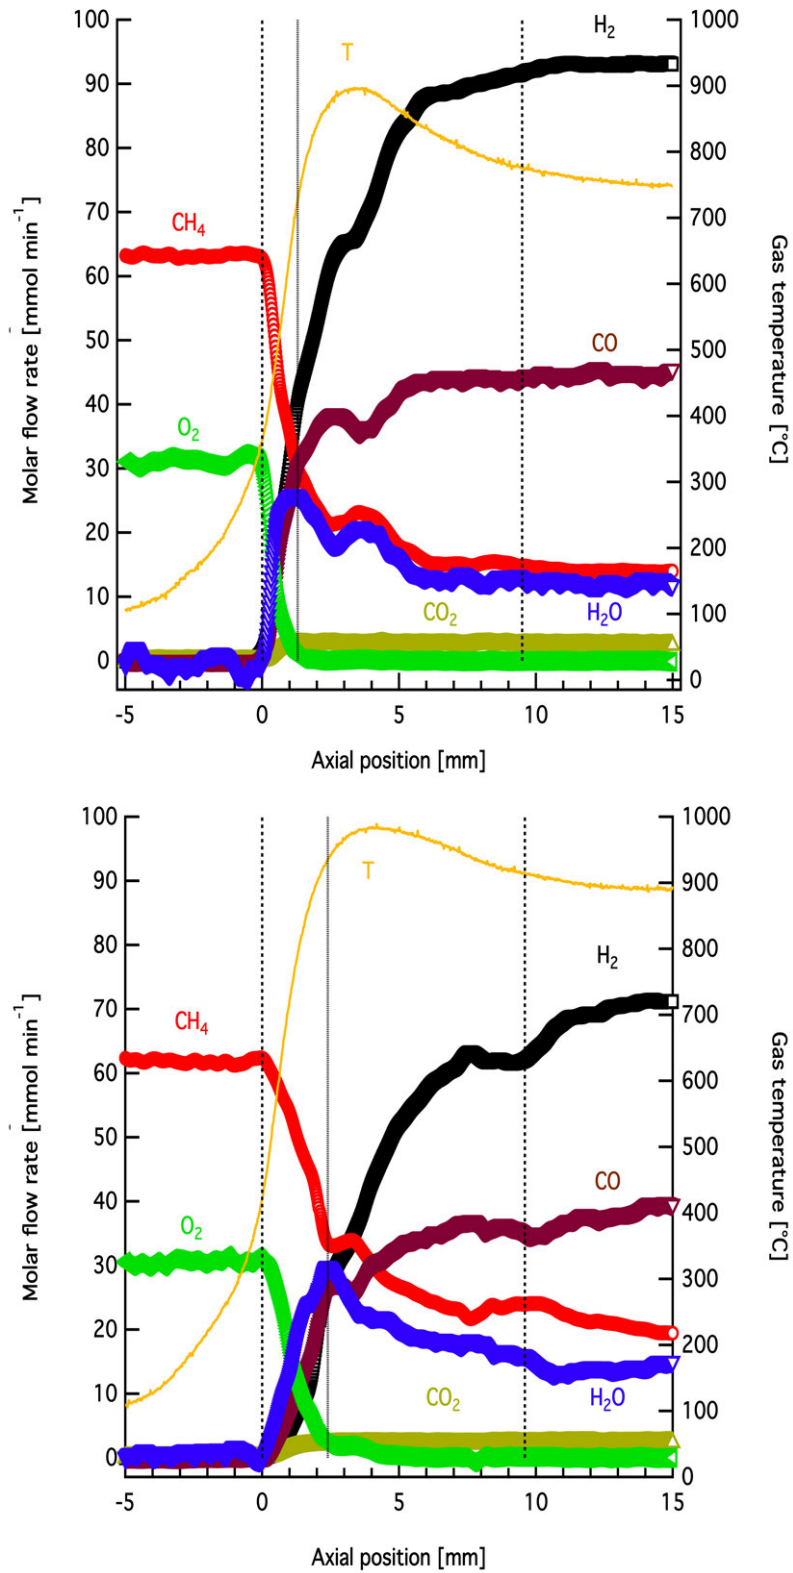 100
90
80
70
60
50
40
30
20
10
0
Molar flow rate [mmol min⁻¹]
1000
900
800
700
600
500
400
300
200
100
0
Gas temperature [°C]
T
H₂
CH₄
CO
O₂
CO₂
H₂O
-5 0 5 10 15
Axial position [mm]
100
90
80
70
60
50
40
30
20
10
0
Molar flow rate [mmol min⁻¹]
1000
900
800
700
600
500
400
300
200
100
0
Gas temperature [°C]
T
H₂
CH₄
CO
O₂
CO₂
H₂O
-5 0 5 10 15
Axial position [mm]